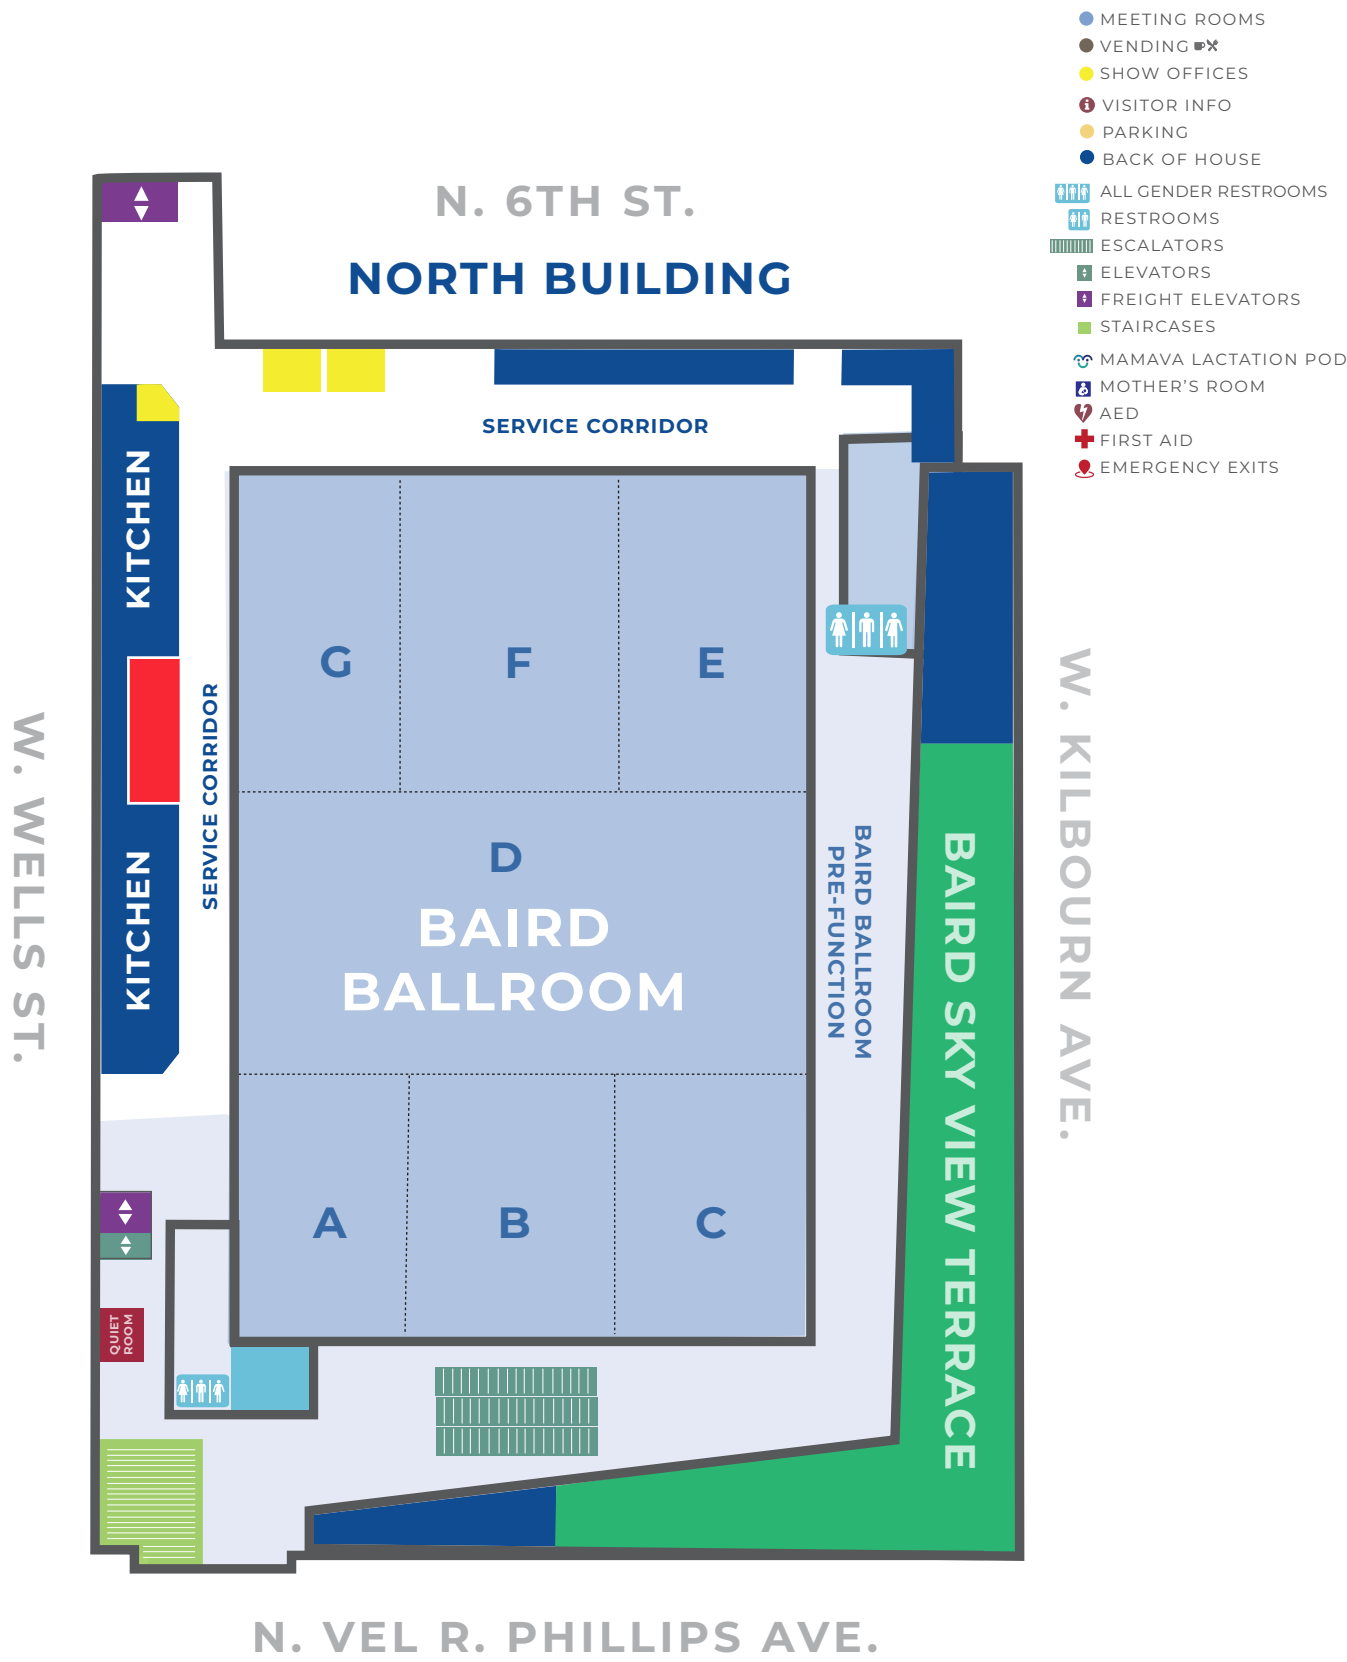 MEETING ROOMS
VENDING
SHOW OFFICES
VISITOR INFO
PARKING
BACK OF HOUSE
ALL GENDER RESTROOMS
RESTROOMS
ESCALATORS
ELEVATORS
FREIGHT ELEVATORS
STAIRCASES
MAMAVA LACTATION POD
MOTHER'S ROOM
AED
FIRST AID
EMERGENCY EXITS
N. 6TH ST.
NORTH BUILDING
SERVICE CORRIDOR
KITCHEN
G
F
E
W. WELLS ST.
SERVICE CORRIDOR
W. KILBOURN AVE.
KITCHEN
D
BAIRD
BALLROOM
BAIRD BALLROOM
PRE-FUNCTION
BAIRD SKY VIEW TERRACE
A
B
C
QUIET
ROOM
N. VEL R. PHILLIPS AVE.